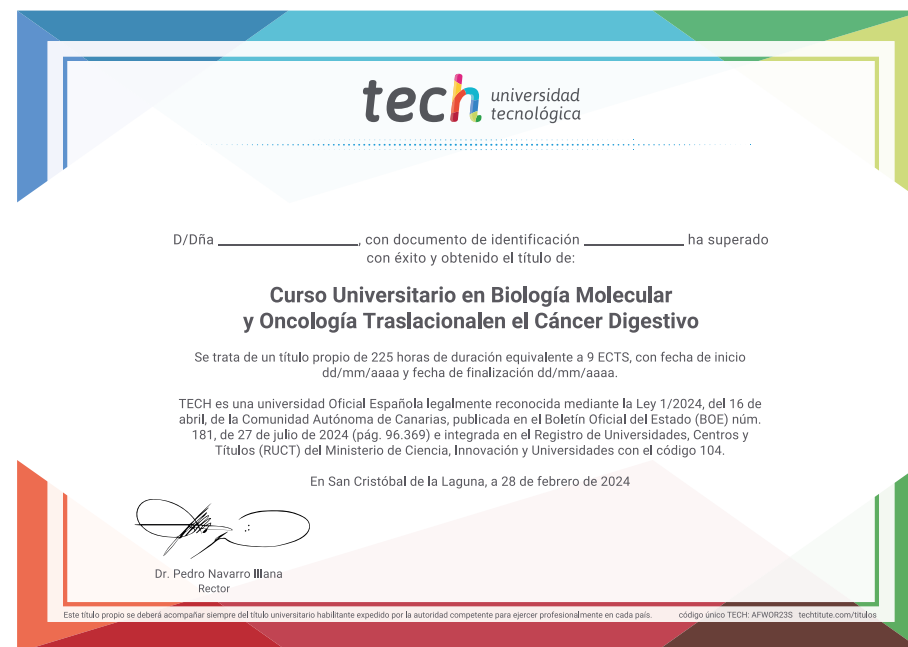 tech universidad
tecnológica
D/Dña ________________, con documento de identificación ____________ ha superado
con éxito y obtenido el título de:
Curso Universitario en Biología Molecular
y Oncología Traslacionalen el Cáncer Digestivo
Se trata de un título propio de 225 horas de duración equivalente a 9 ECTS, con fecha de inicio
dd/mm/aaaa y fecha de finalización dd/mm/aaaa.
TECH es una universidad Oficial Española legalmente reconocida mediante la Ley 1/2024, del 16 de
abril, de la Comunidad Autónoma de Canarias, publicada en el Boletín Oficial del Estado (BOE) núm.
181, de 27 de julio de 2024 (pág. 96.369) e integrada en el Registro de Universidades, Centros y
Títulos (RUCT) del Ministerio de Ciencia, Innovación y Universidades con el código 104.
En San Cristóbal de la Laguna, a 28 de febrero de 2024
Dr. Pedro Navarro Illana
Rector
Este título propio se deberá acompañar siempre del título universitario habilitante expedido por la autoridad competente para ejercer profesionalmente en cada país. código único TECH: AFWOR23S techtitute.com/titulos